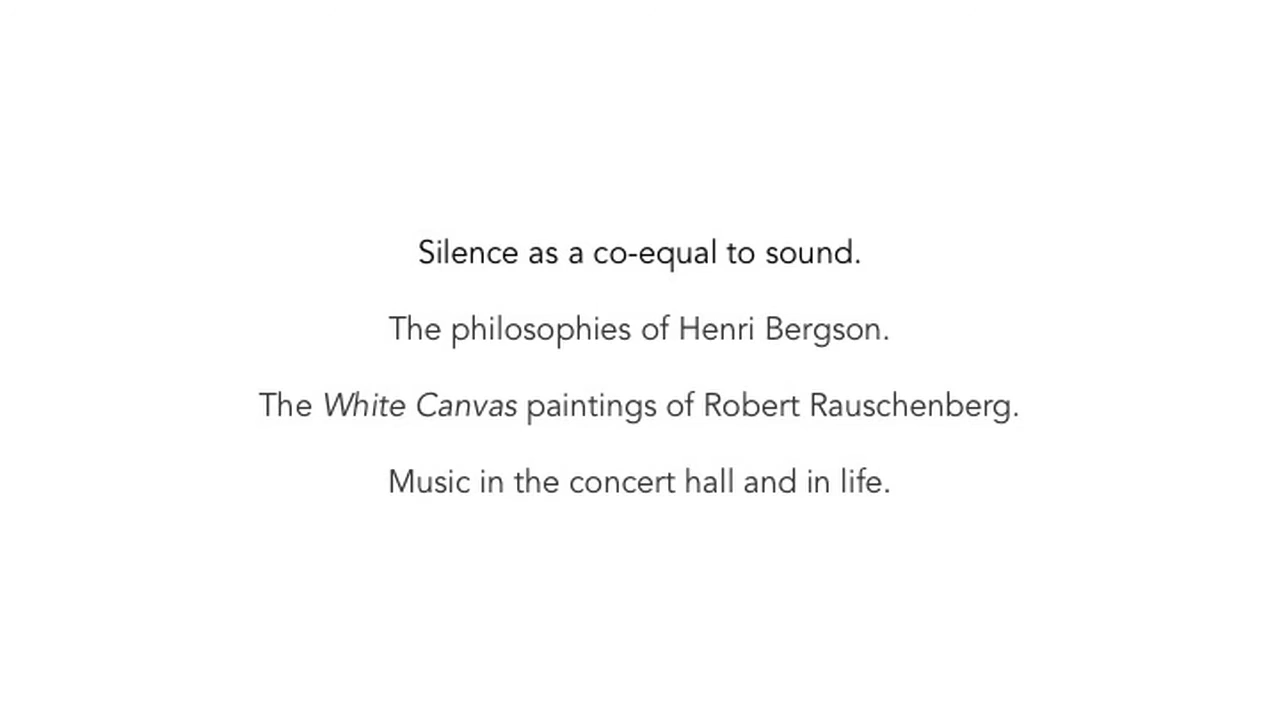 Silence as a co-equal to sound.
The philosophies of Henri Bergson.
The White Canvas paintings of Robert Rauschenberg.
Music in the concert hall and in life.